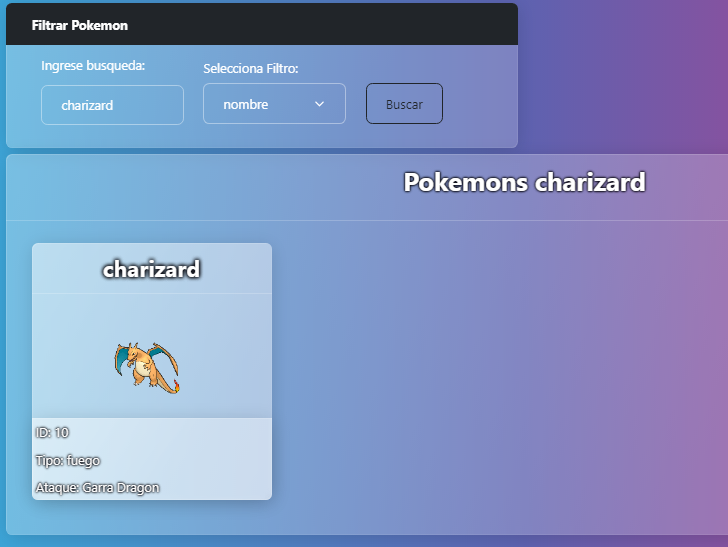 Filtrar Pokemon
Ingrese busqueda:
Selecciona Filtro:
charizard
nombre
Buscar
Pokemons charizard
charizard
ID: 10
Tipo: fuego
Ataque: Garra Dragon